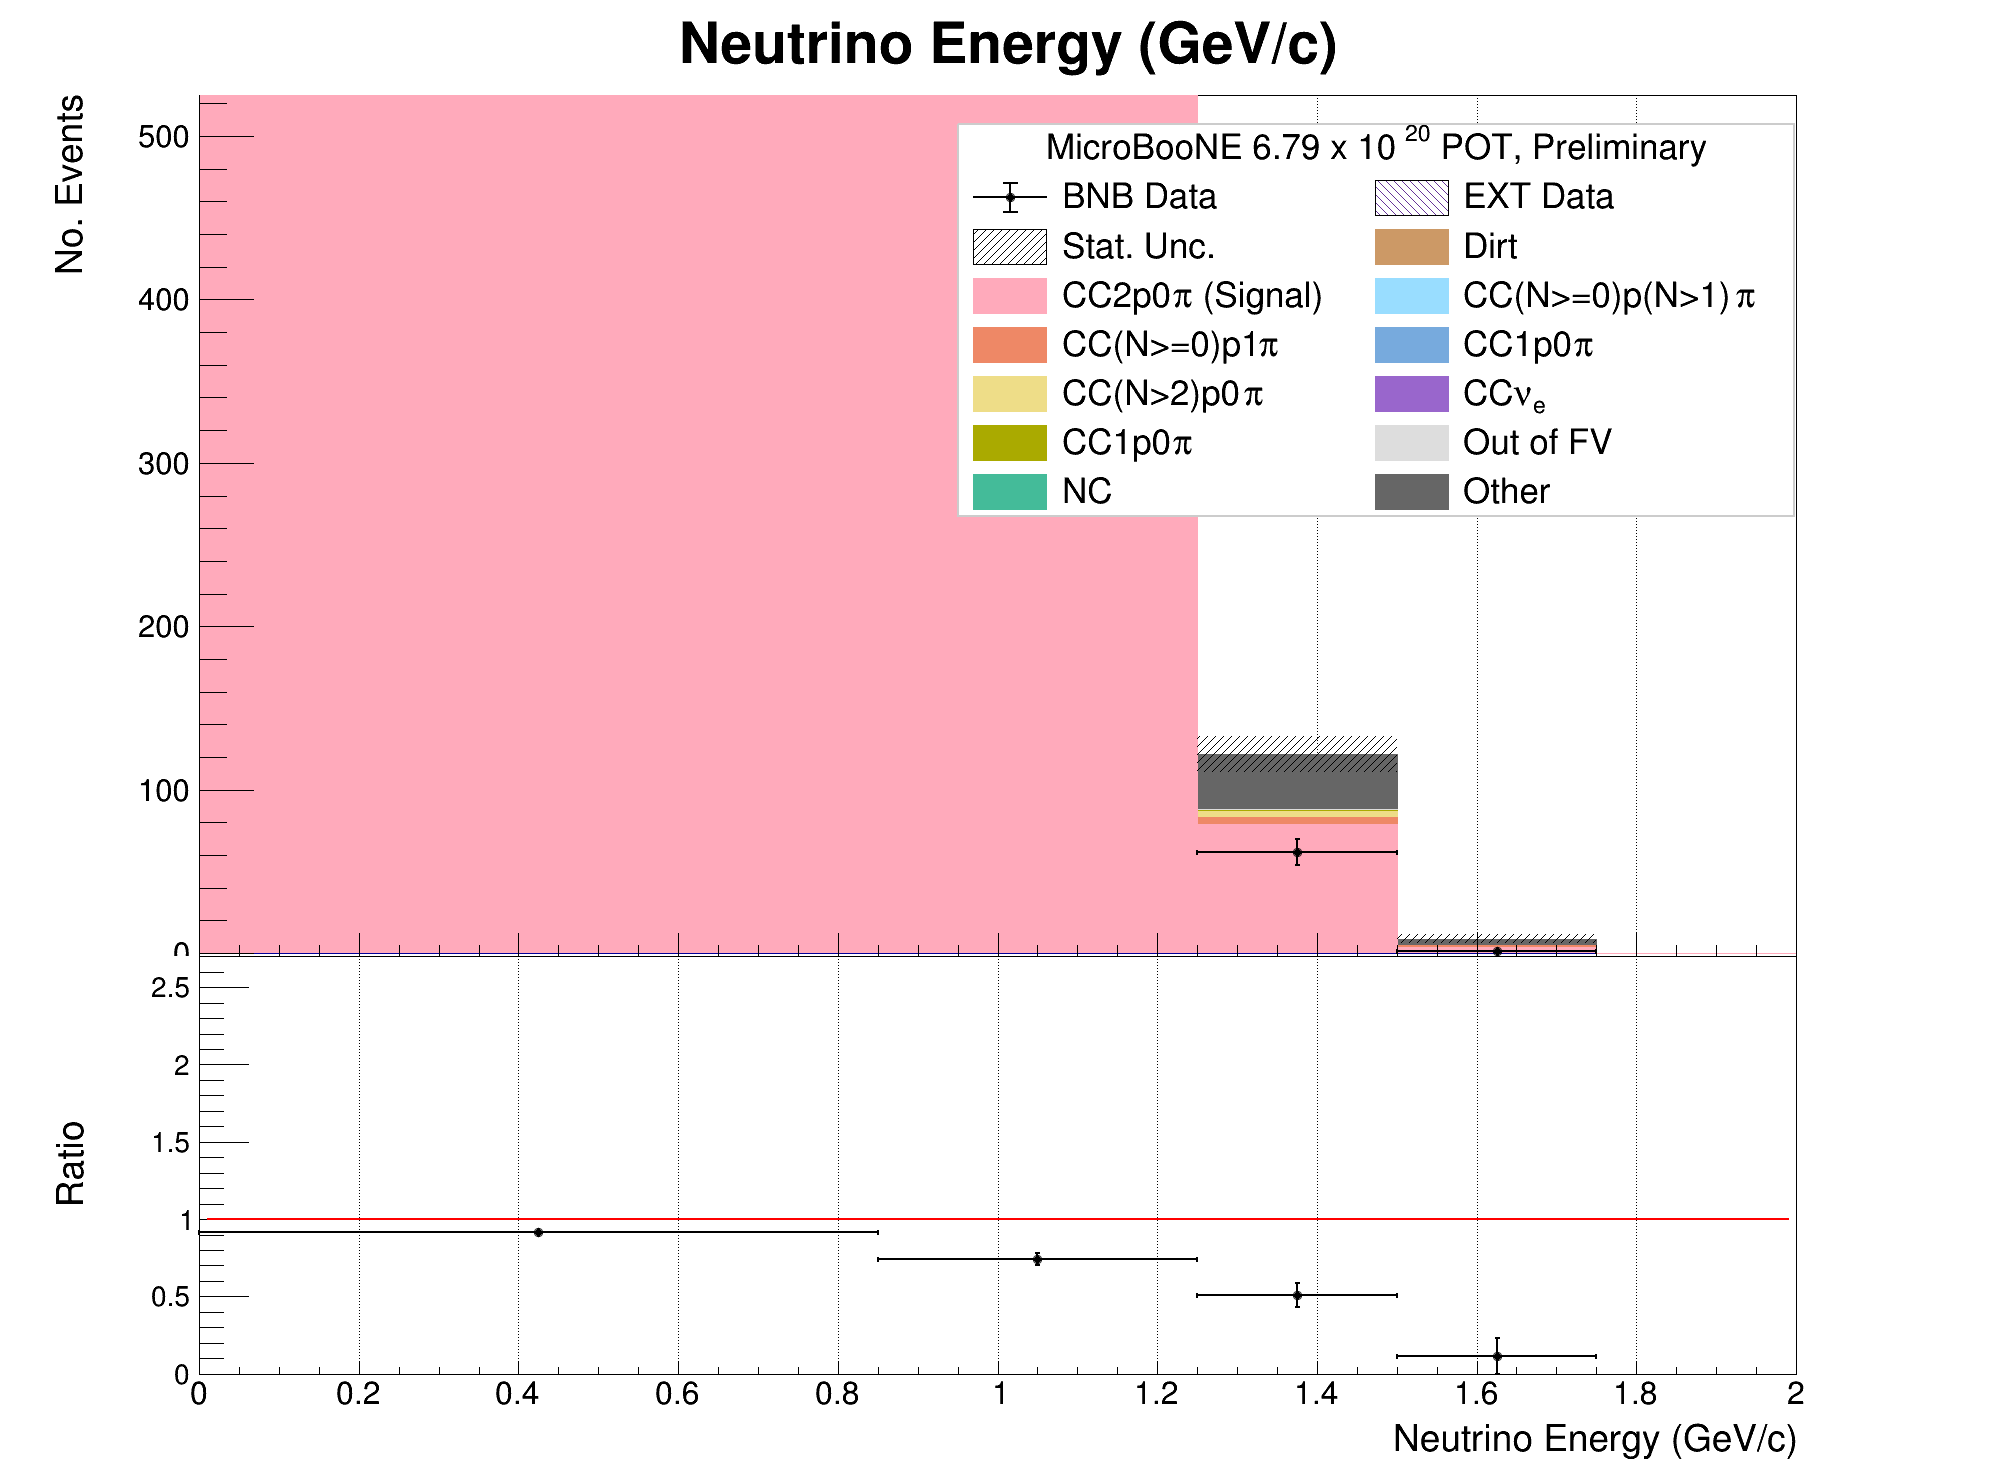 Neutrino Energy (GeV/c)
No. Events
500
400
300
200
100
0
MicroBooNE 6.79 x 10 20 POT, Preliminary
BNB Data
EXT Data
Stat. Unc.
Dirt
CC2p0π (Signal)
CC(N>=0)p(N>1)π
CC(N>=0)p1π
CC1p0π
CC(N>2)p0π
CCνe
CC1p0π
Out of FV
NC
Other
Ratio
2.5
2
1.5
1
0.5
0
0 0.2 0.4 0.6 0.8 1 1.2 1.4 1.6 1.8 2
Neutrino Energy (GeV/c)